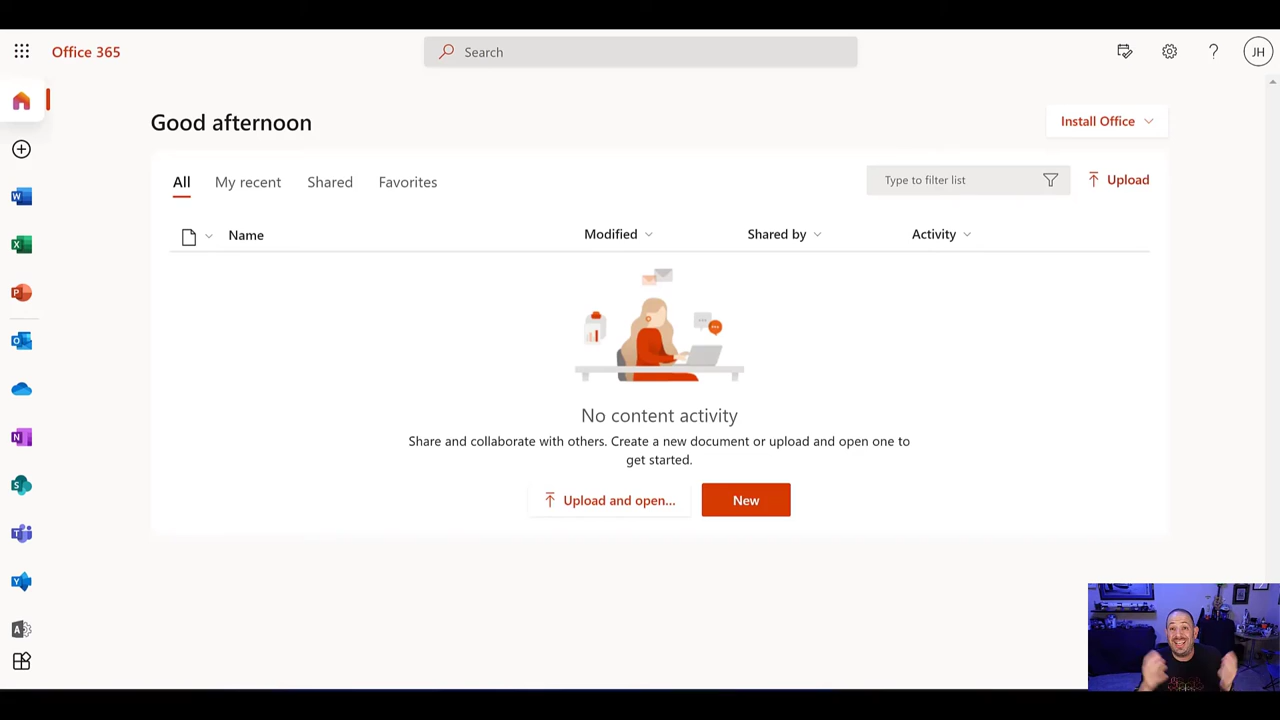 Office 365
Search
JH
Good afternoon
Install Office
All
My recent
Shared
Favorites
Type to filter list
Upload
Name
Modified
Shared by
Activity
No content activity
Share and collaborate with others. Create a new document or upload and open one to
get started.
Upload and open...
New